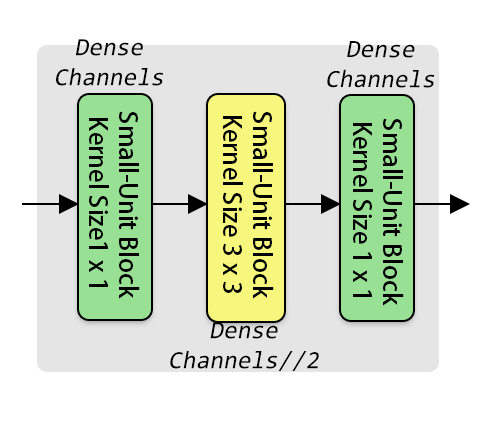 Dense
Channels
Small-Unit Block
Kernel Size1 x 1
Small-Unit Block
Kernel Size 3 x 3
Dense
Channels//2
Dense
Channels
Small-Unit Block
Kernel Size 1 x 1